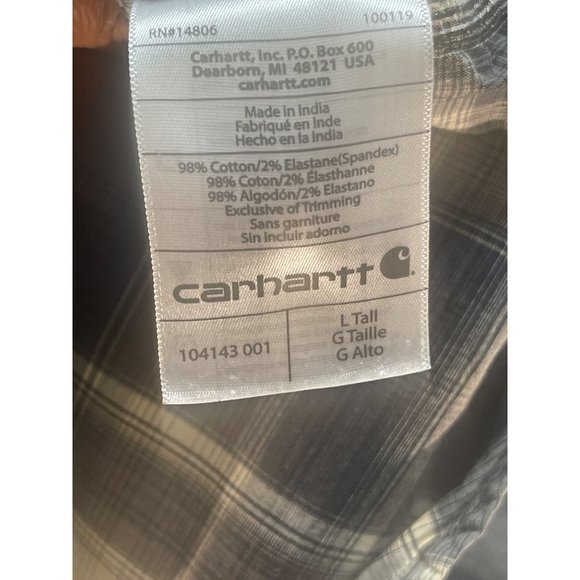 RN#14806 100119
Carhartt, Inc. P.O. Box 600
Dearborn, MI 48121 USA
carhartt.com
Made in India
Fabriqué en Inde
Hecho en la India
98% Cotton/2% Elastane(Spandex)
98% Coton/2% Élasthanne
98% Algodón/2% Elastano
Exclusive of Trimming
Sans garniture
Sin incluir adorno
carhartt
104143 001
L Tall
G Taille
G Alto